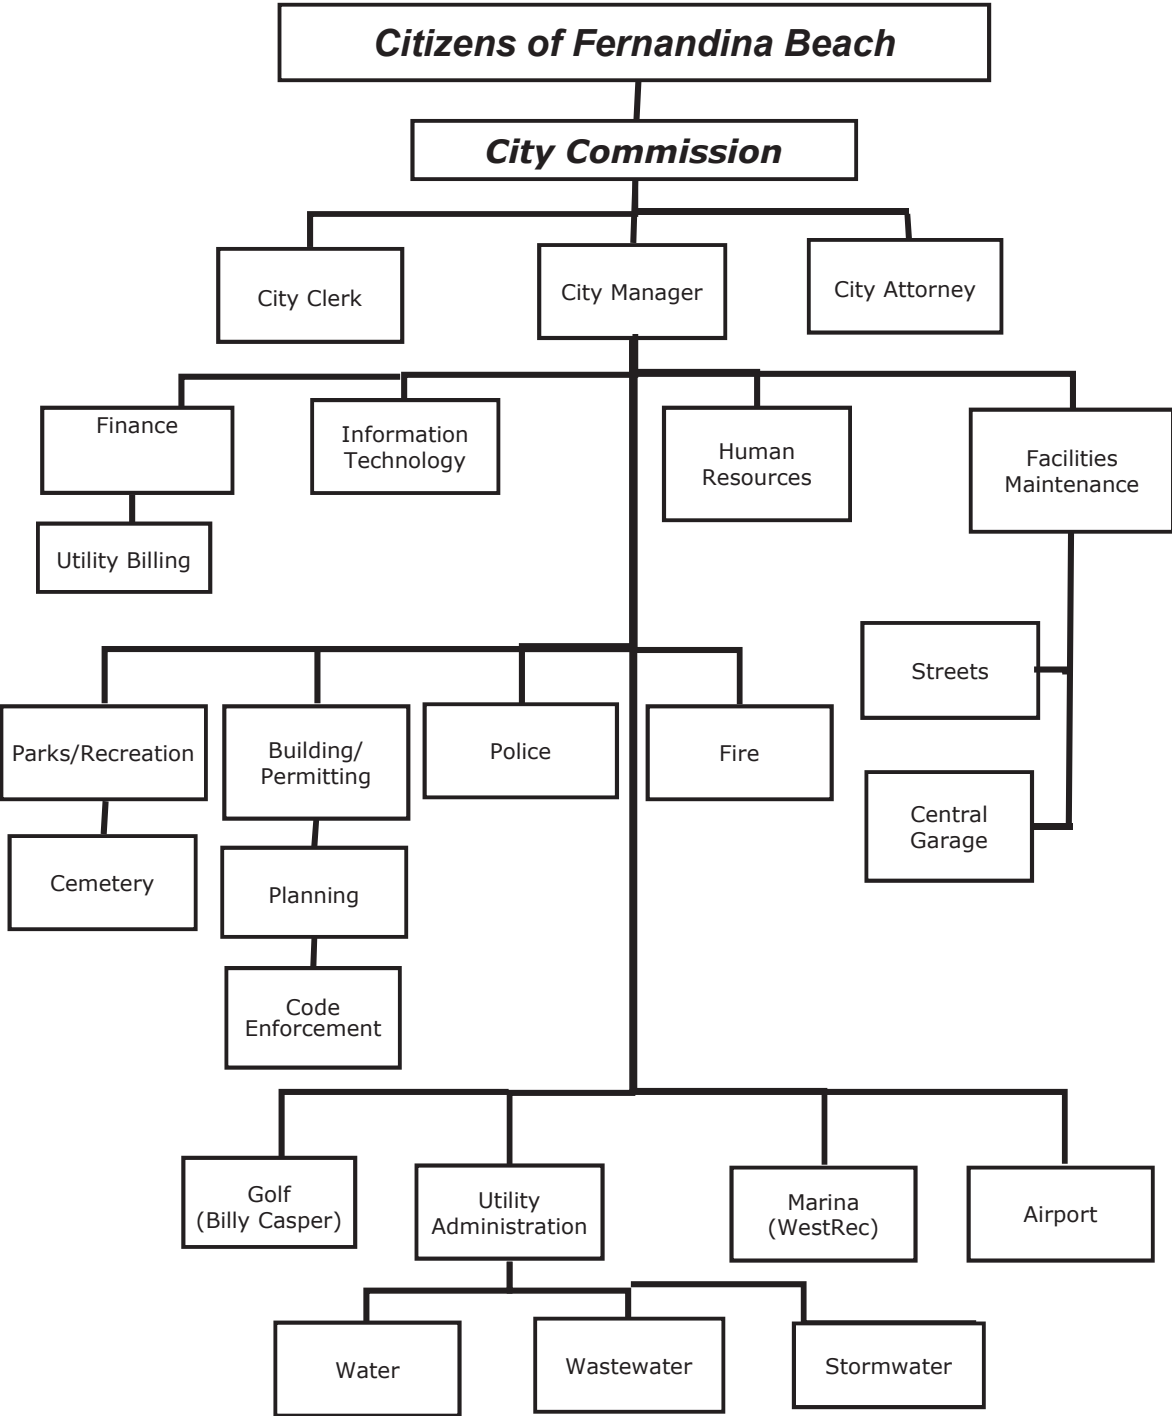 Citizens of Fernandina Beach
City Commission
City Clerk
City Manager
City Attorney
Finance
Information
Technology
Human
Resources
Facilities
Maintenance
Utility Billing
Streets
Parks/Recreation
Building/
Permitting
Police
Fire
Central
Garage
Cemetery
Planning
Code
Enforcement
Golf
(Billy Casper)
Utility
Administration
Marina
(WestRec)
Airport
Water
Wastewater
Stormwater